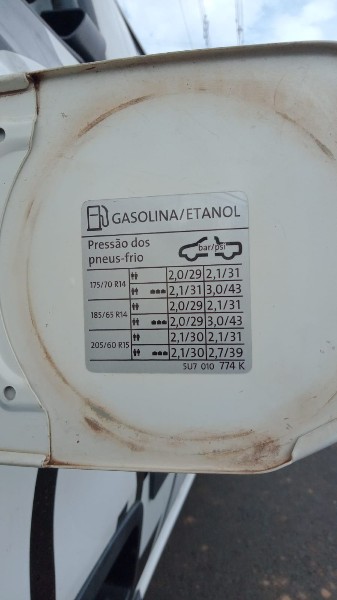 GASOLINA/ETANOL
Pressão dos
pneus-frio
bar/psi
175/70 R14 2,0/29 2,1/31
2,1/31 3,0/43
185/65 R14 2,0/29 2,1/31
2,0/29 3,0/43
205/60 R15 2,1/30 2,1/31
2,1/30 2,7/39
5U7 010 774 K